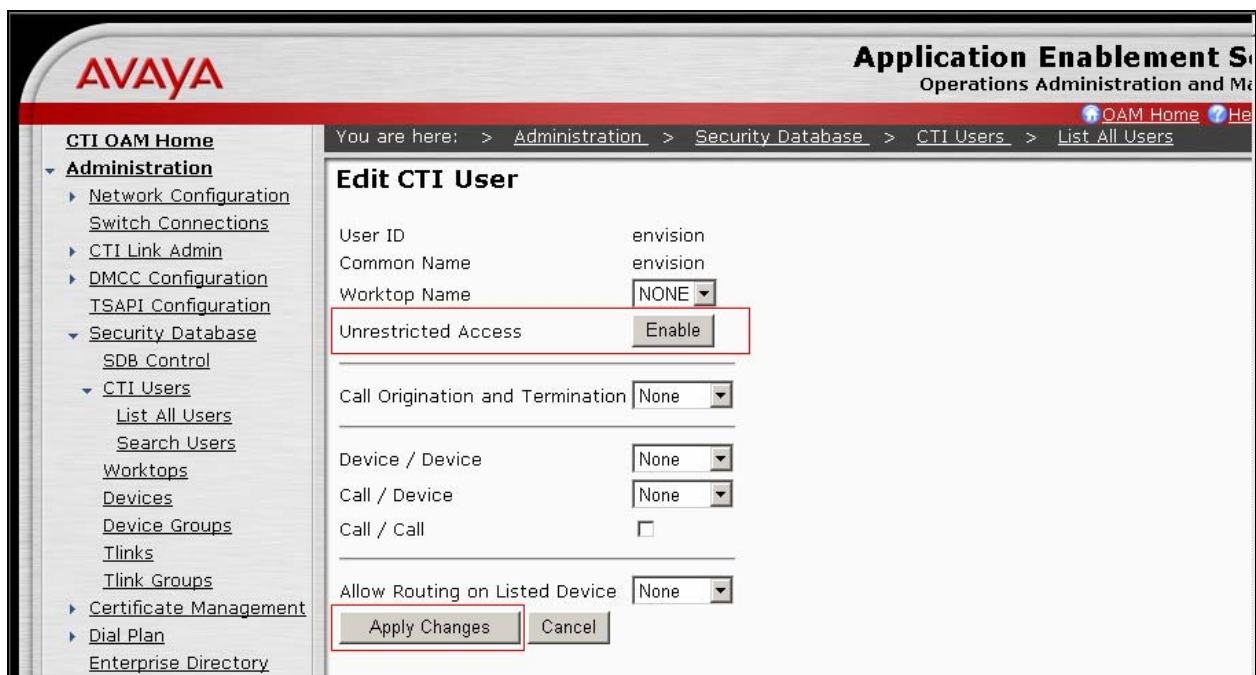 AVAYA
Application Enablement S
Operations Administration and Ma
OAM Home He
CTI OAM Home
Administration
Network Configuration
Switch Connections
CTI Link Admin
DMCC Configuration
TSAPI Configuration
Security Database
SDB Control
CTI Users
List All Users
Search Users
Worktops
Devices
Device Groups
Tlinks
Tlink Groups
Certificate Management
Dial Plan
Enterprise Directory
You are here: > Administration > Security Database > CTI Users > List All Users
Edit CTI User
User ID envision
Common Name envision
Worktop Name NONE
Unrestricted Access Enable
Call Origination and Termination None
Device / Device None
Call / Device None
Call / Call
Allow Routing on Listed Device None
Apply Changes Cancel